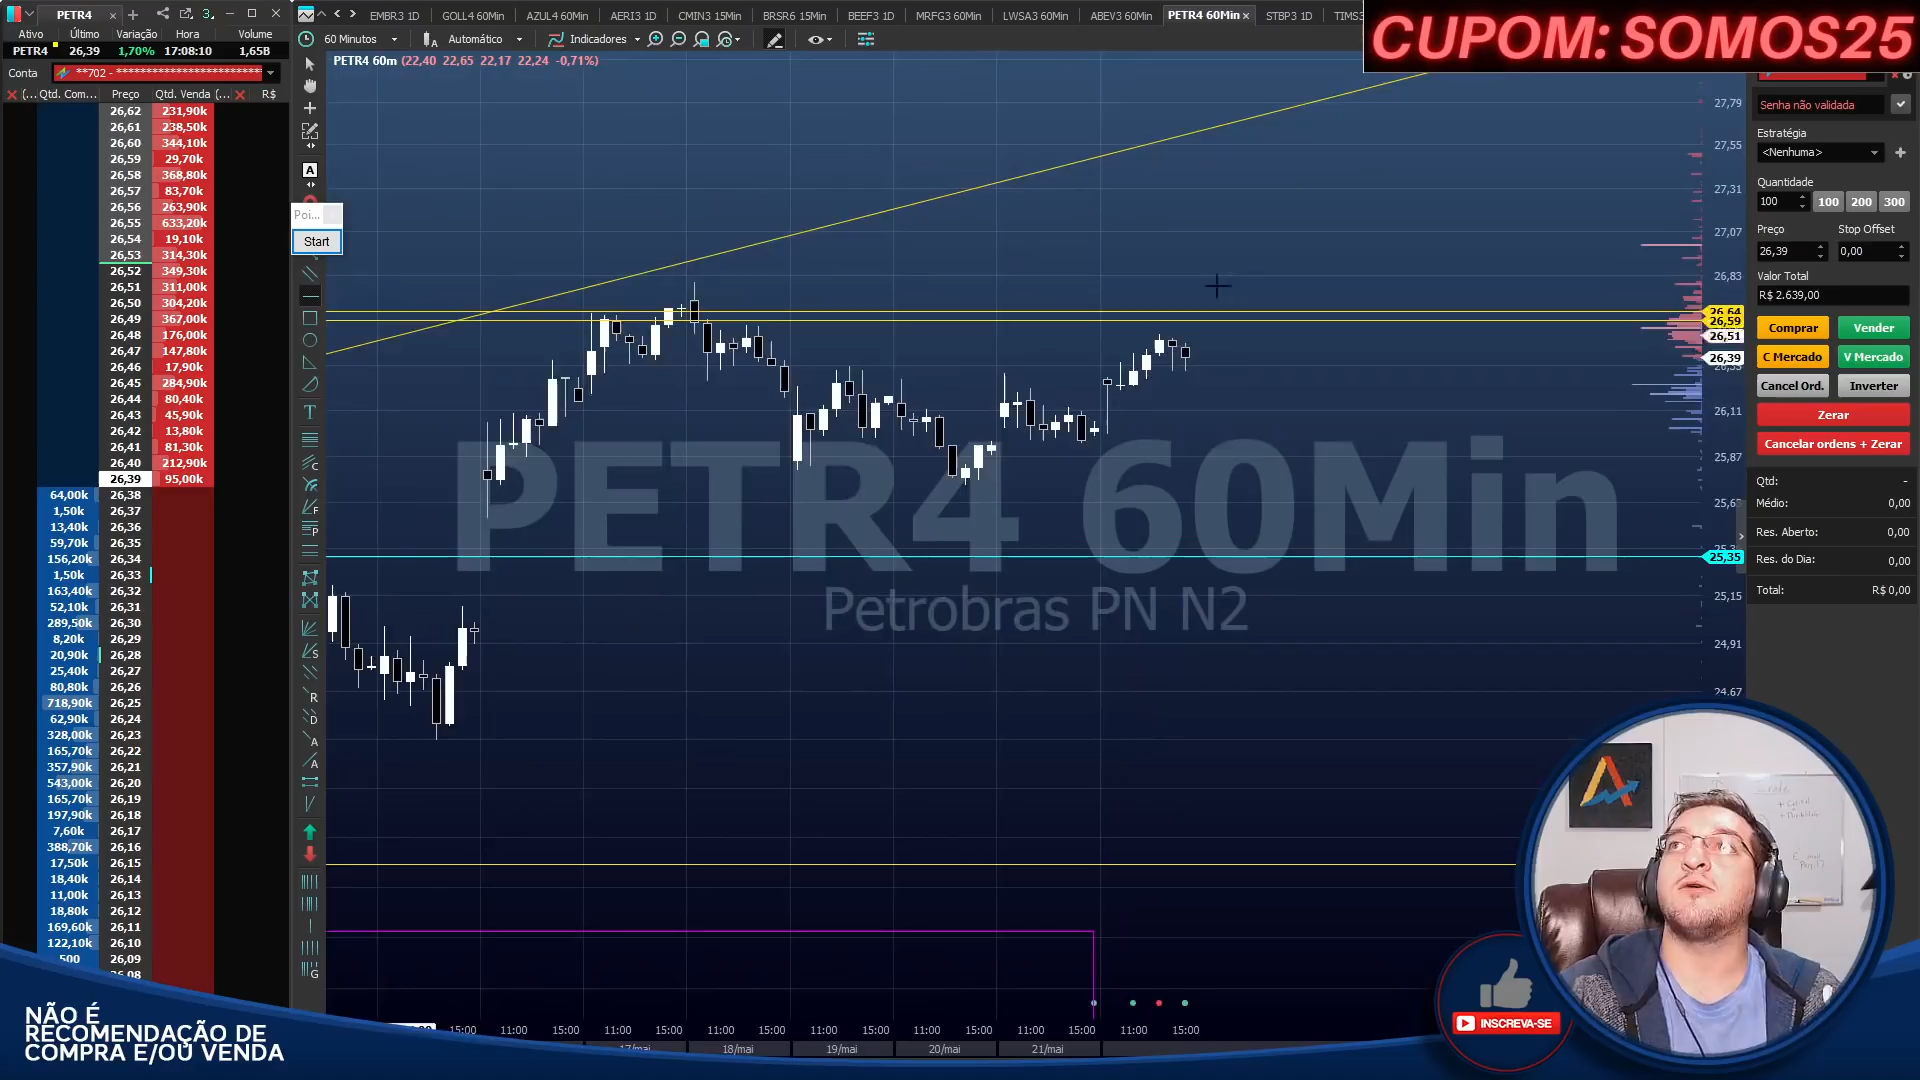 PETR4
EMBR3 1D
GOLL4 60Min
AZUL4 60Min
AERI3 1D
CMIN3 15Min
BRSR6 15Min
BEEF3 1D
MRFG3 60Min
LWSA3 60Min
ABEV3 60Min
PETR4 60Min
STBP3 1D
TIMS3
CUPOM: SOMOS25
Ativo Último Variação Hora Volume
PETR4 26,39 1,70% 17:08:10 1,65B
60 Minutos
Automático
Indicadores
Conta **702 - **************************
PETR4 60m (22,40 22,65 22,17 22,24 -0,71%)
(... Qtd. Com... Preço Qtd. Venda (... R$
26,62 231,90k
26,61 238,50k
26,60 344,10k
26,59 29,70k
26,58 368,80k
26,57 83,70k
26,56 263,90k
26,55 633,20k
26,54 19,10k
26,53 314,30k
26,52 349,30k
26,51 311,00k
26,50 304,20k
26,49 367,00k
26,48 176,00k
26,47 147,80k
26,46 17,90k
26,45 284,90k
26,44 80,40k
26,43 45,90k
26,42 13,80k
26,41 81,30k
26,40 212,90k
26,39 95,00k
64,00k 26,38
1,50k 26,37
13,40k 26,36
59,70k 26,35
156,20k 26,34
1,50k 26,33
163,40k 26,32
52,10k 26,31
289,50k 26,30
8,20k 26,29
20,90k 26,28
25,40k 26,27
80,80k 26,26
718,90k 26,25
62,90k 26,24
328,00k 26,23
165,70k 26,22
357,90k 26,21
543,00k 26,20
165,70k 26,19
197,90k 26,18
7,60k 26,17
388,70k 26,16
17,50k 26,15
18,40k 26,14
11,00k 26,13
18,80k 26,12
169,60k 26,11
122,10k 26,10
500 26,09
26,08
Poi...
Start
PETR4 60Min
Petrobras PN N2
27,79
27,55
27,31
27,07
26,83
26,64
26,59
26,51
26,39
26,11
25,87
25,35
25,15
24,91
24,67
Senha não validada
Estratégia
<Nenhuma>
Quantidade
100 100 200 300
Preço Stop Offset
26,39 0,00
Valor Total
R$ 2.639,00
Comprar Vender
C Mercado V Mercado
Cancel Ord. Inverter
Zerar
Cancelar ordens + Zerar
Qtd: -
Médio: 0,00
Res. Aberto: 0,00
Res. do Dia: 0,00
Total: R$ 0,00
15:00 11:00 15:00 11:00 15:00 11:00 15:00 11:00 15:00 11:00 15:00 11:00 15:00 11:00 15:00
17/mai 18/mai 19/mai 20/mai 21/mai
NÃO É
RECOMENDAÇÃO DE
COMPRA E/OU VENDA
INSCREVA-SE